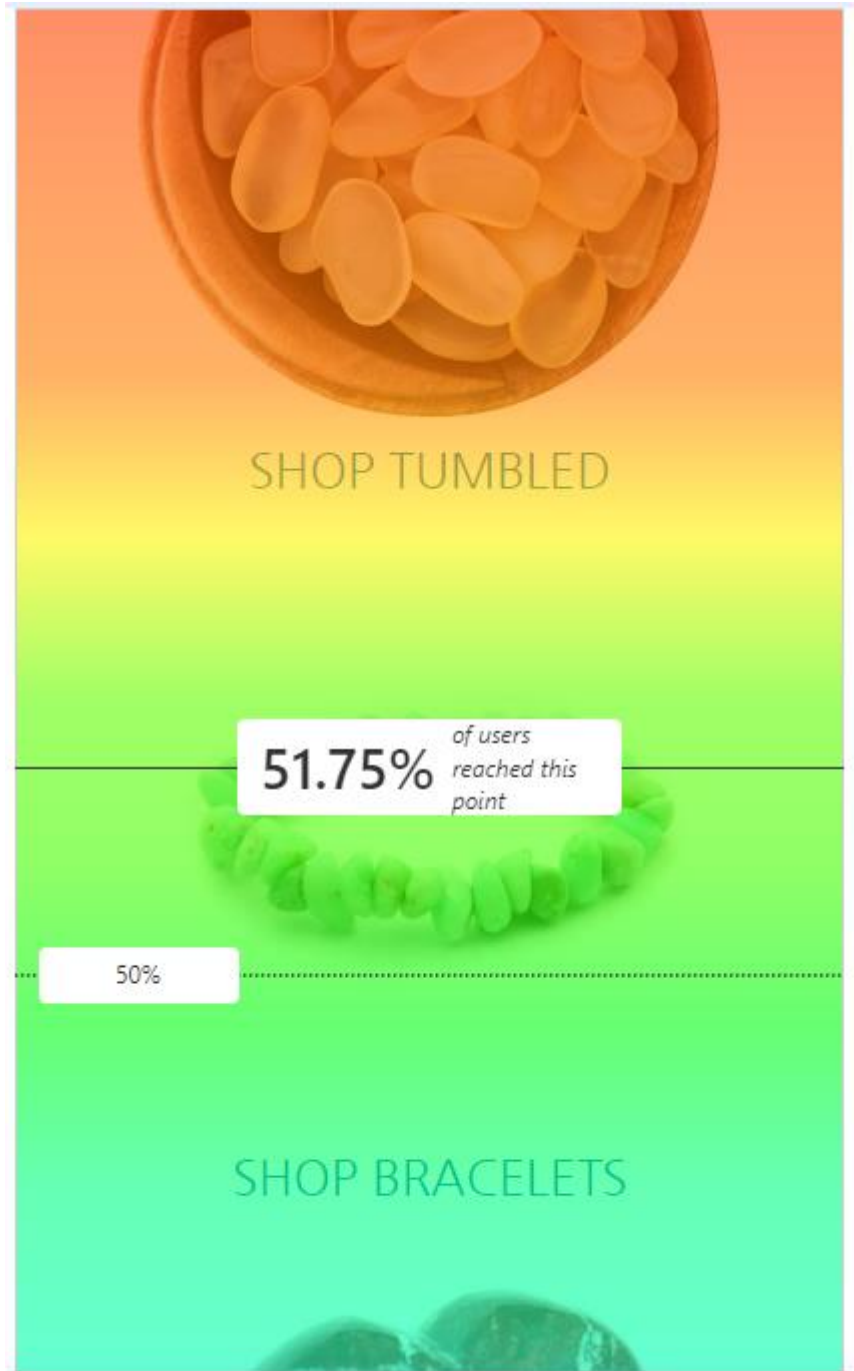 SHOP TUMBLED
51.75%
of users
reached this
point
50%
SHOP BRACELETS